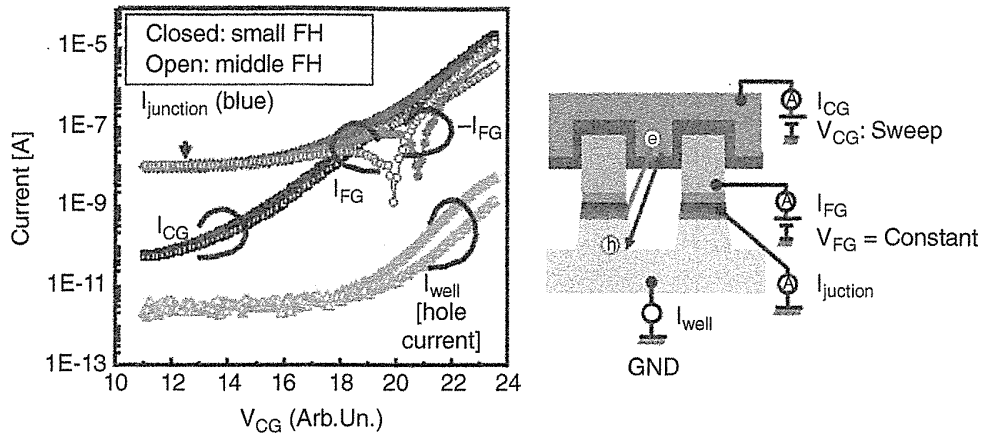 Closed: small FH
Open: middle FH
I_junction (blue)
I_CG
I_FG
–I_FG
I_well
[hole
current]
1E-5
1E-7
1E-9
1E-11
1E-13
Current [A]
10 12 14 16 18 20 22 24
V_CG (Arb.Un.)
e
h
A
I_CG
V_CG: Sweep
A
I_FG
V_FG = Constant
A
I_juction
I_well
GND